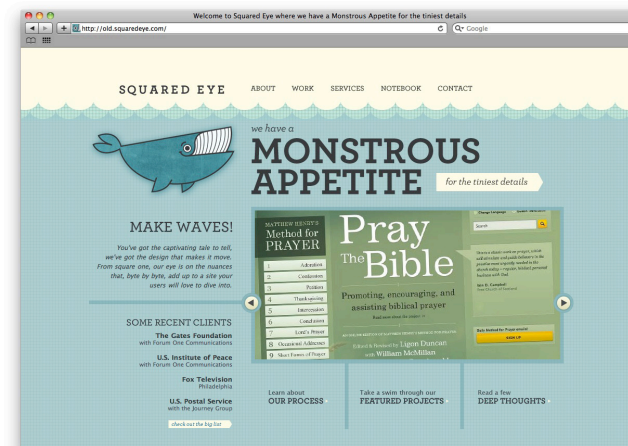 Welcome to Squared Eye where we have a Monstrous Appetite for the tiniest details
http://old.squaredeye.com/
Google
SQUARED EYE
ABOUT WORK SERVICES NOTEBOOK CONTACT
we have a
MONSTROUS
APPETITE
for the tiniest details
MAKE WAVES!
You've got the captivating tale to tell,
we've got the design that makes it move.
From square one, our eye is on the nuances
that, byte by byte, add up to a site your
users will love to dive into.
SOME RECENT CLIENTS
The Gates Foundation
with Forum One Communications
U.S. Institute of Peace
with Forum One Communications
Fox Television
Philadelphia
U.S. Postal Service
with the Journey Group
check out the big list
MATTHEW HENRY'S
Method for
PRAYER
1 Adoration
2 Confession
3 Petition
4 Thanksgiving
5 Intercession
6 Conclusion
7 Lord's Prayer
8 Occasional Addresses
9 Short Forms of Prayer
Pray
The Bible
Promoting, encouraging, and
assisting biblical prayer
Read more about the project
Edited & Revised by Ligon Duncan
with William McMillan
Change Language
Search
SIGN UP
Learn about
OUR PROCESS
Take a swim through our
FEATURED PROJECTS
Read a few
DEEP THOUGHTS